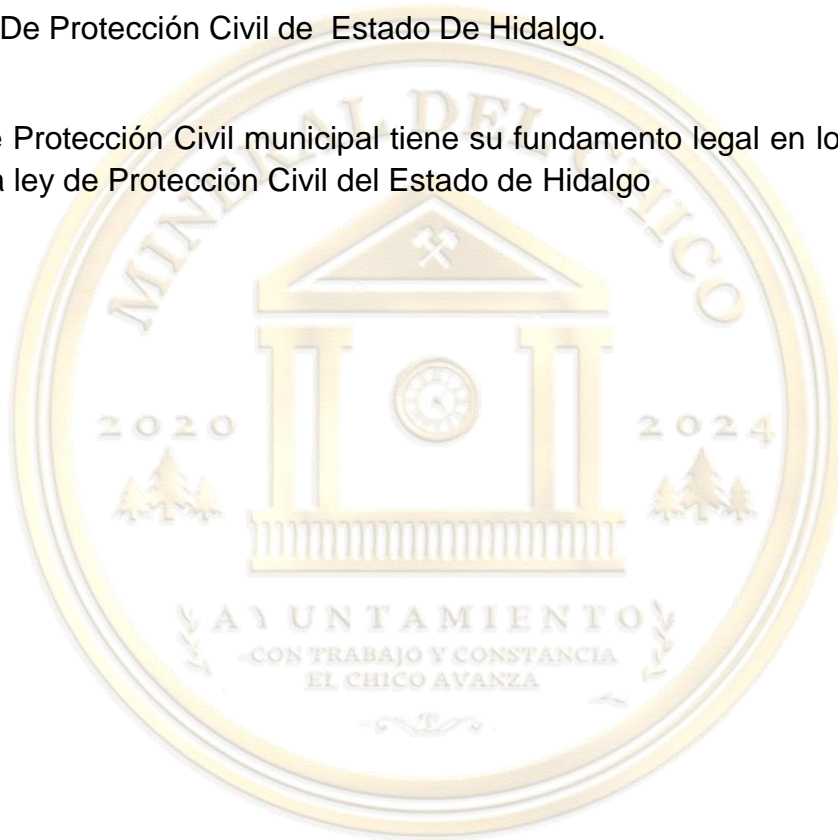 De Protección Civil de Estado De Hidalgo.
Protección Civil municipal tiene su fundamento legal en lo
ley de Protección Civil del Estado de Hidalgo
MINERAL DEL CHICO
2020 2024
AYUNTAMIENTO
CON TRABAJO Y CONSTANCIA
EL CHICO AVANZA